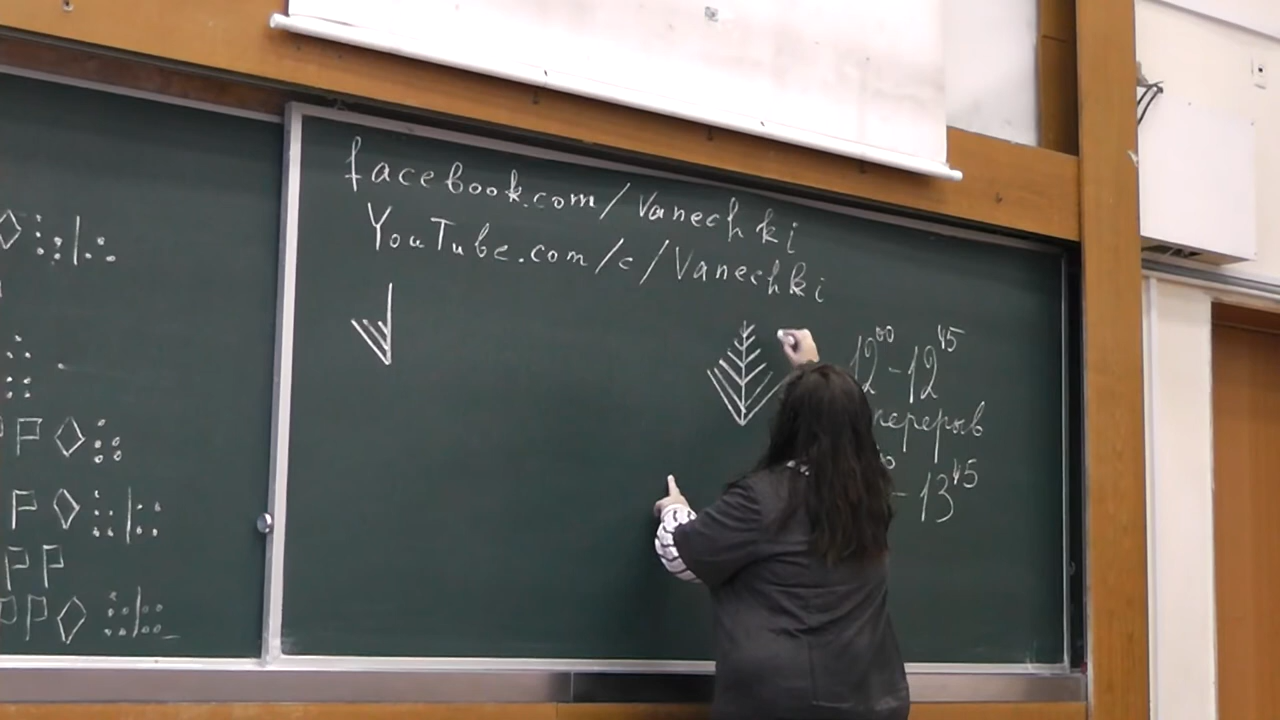 facebook.com/Vanechki
YouTube.com/c/Vanechki
12⁰⁰ - 12⁴⁵
перерыв
- 13⁴⁵